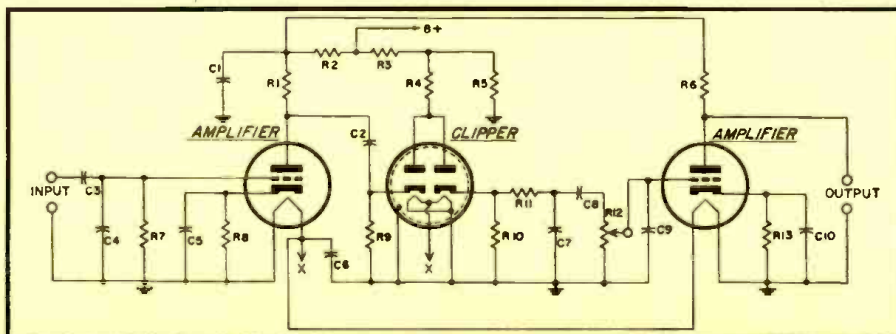 B+
R2 R3
C1 R1 R4 R5 R6
AMPLIFIER C2 CLIPPER AMPLIFIER
C3
INPUT OUTPUT
R11 C8
R12
C4 R7 C5 R8 C6 R9 R10 C7 C9 R13 C10
X X